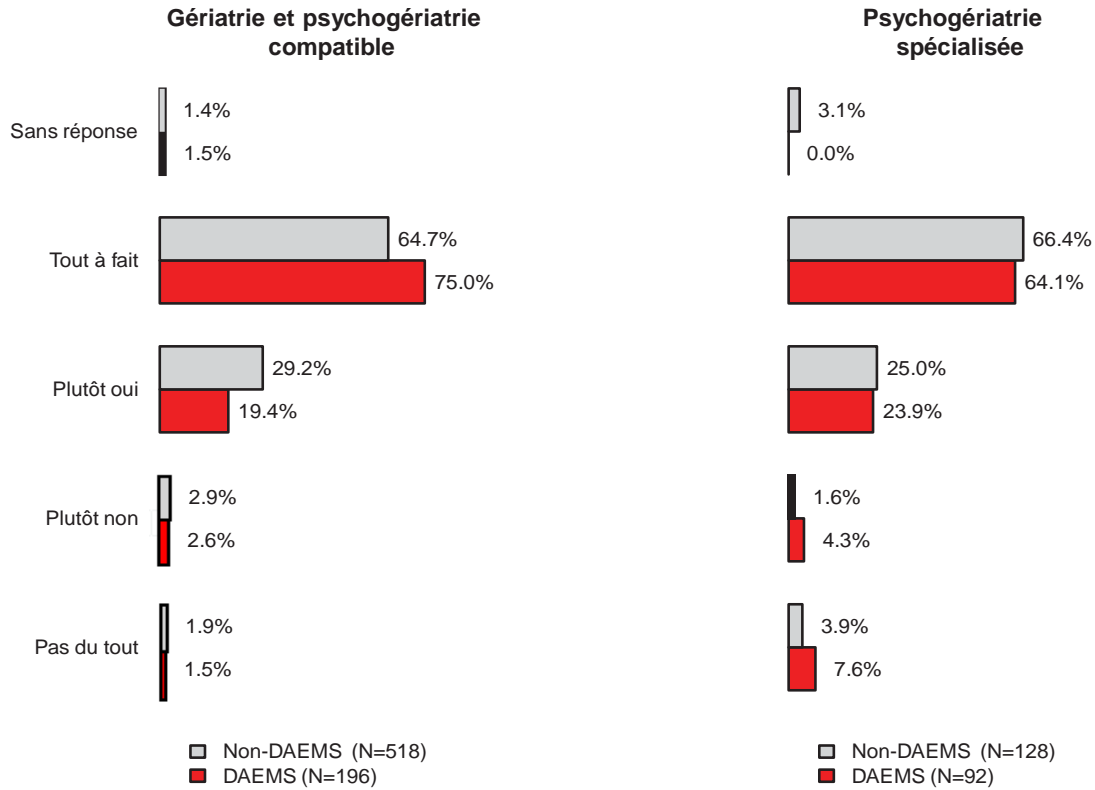 Gériatrie et psychogériatrie
compatible
Sans réponse
1.4%
1.5%
Tout à fait
64.7%
75.0%
Plutôt oui
29.2%
19.4%
Plutôt non
2.9%
2.6%
Pas du tout
1.9%
1.5%
Non-DAEMS (N=518)
DAEMS (N=196)
Psychogériatrie
spécialisée
3.1%
0.0%
66.4%
64.1%
25.0%
23.9%
1.6%
4.3%
3.9%
7.6%
Non-DAEMS (N=128)
DAEMS (N=92)